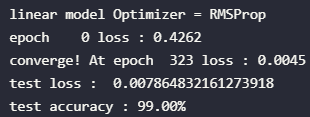 linear model Optimizer = RMSProp
epoch    0 loss : 0.4262
converge! At epoch  323 loss : 0.0045
test loss :  0.007864832161273918
test accuracy : 99.00%